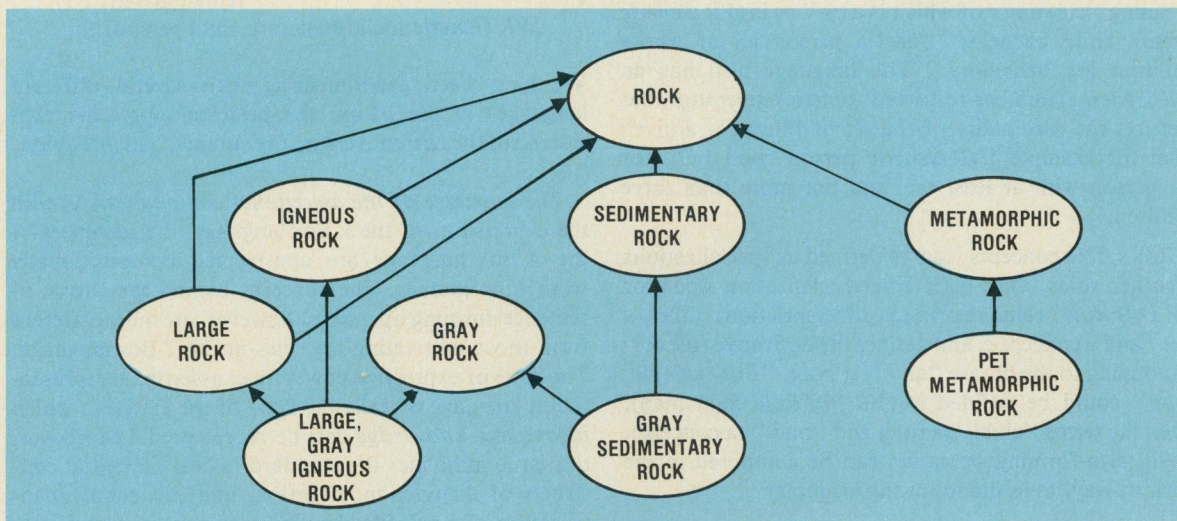 ROCK
IGNEOUS
ROCK
SEDIMENTARY
ROCK
METAMORPHIC
ROCK
LARGE
ROCK
GRAY
ROCK
PET
METAMORPHIC
ROCK
LARGE,
GRAY
IGNEOUS
ROCK
GRAY
SEDIMENTARY
ROCK